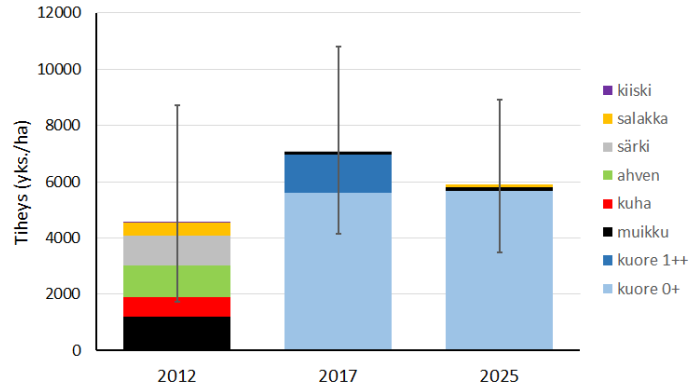 12000
10000
8000
6000
4000
2000
0
Tiheys (yks./ha)
2012
2017
2025
kiiski
salakka
särki
ahven
kuha
muikku
kuore 1++
kuore 0+